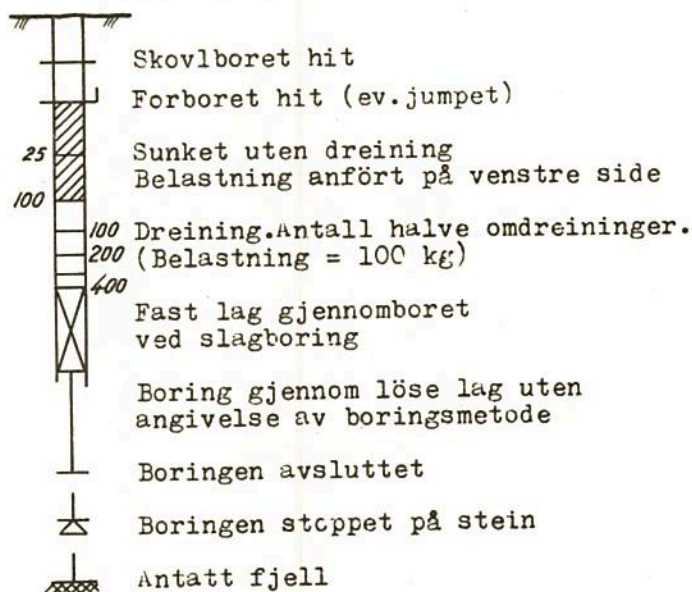 Skovlboret hit
Forboret hit (ev.jumpet)
25
Sunket uten dreining
Belastning anfört på venstre side
100
100 Dreining.Antall halve omdreininger.
200 (Belastning = 100 kg)
400
Fast lag gjennomboret
ved slagboring
Boring gjennom löse lag uten
angivelse av boringsmetode
Boringen avsluttet
Boringen stoppet på stein
Antatt fjell